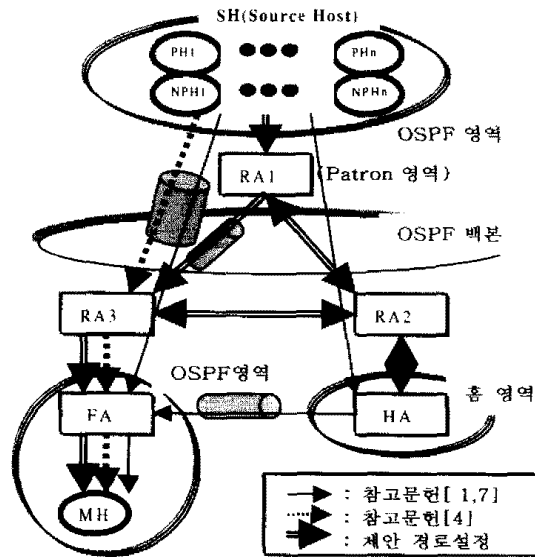 SH(Source Host)
PH1
PHn
NPH1
NPHn
OSPF 영역
RA1
(Patron 영역)
OSPF 백본
RA3
RA2
OSPF영역
홈 영역
FA
HA
MH
: 참고문헌[ 1,7]
: 참고문헌[4]
: 제안 경로설정